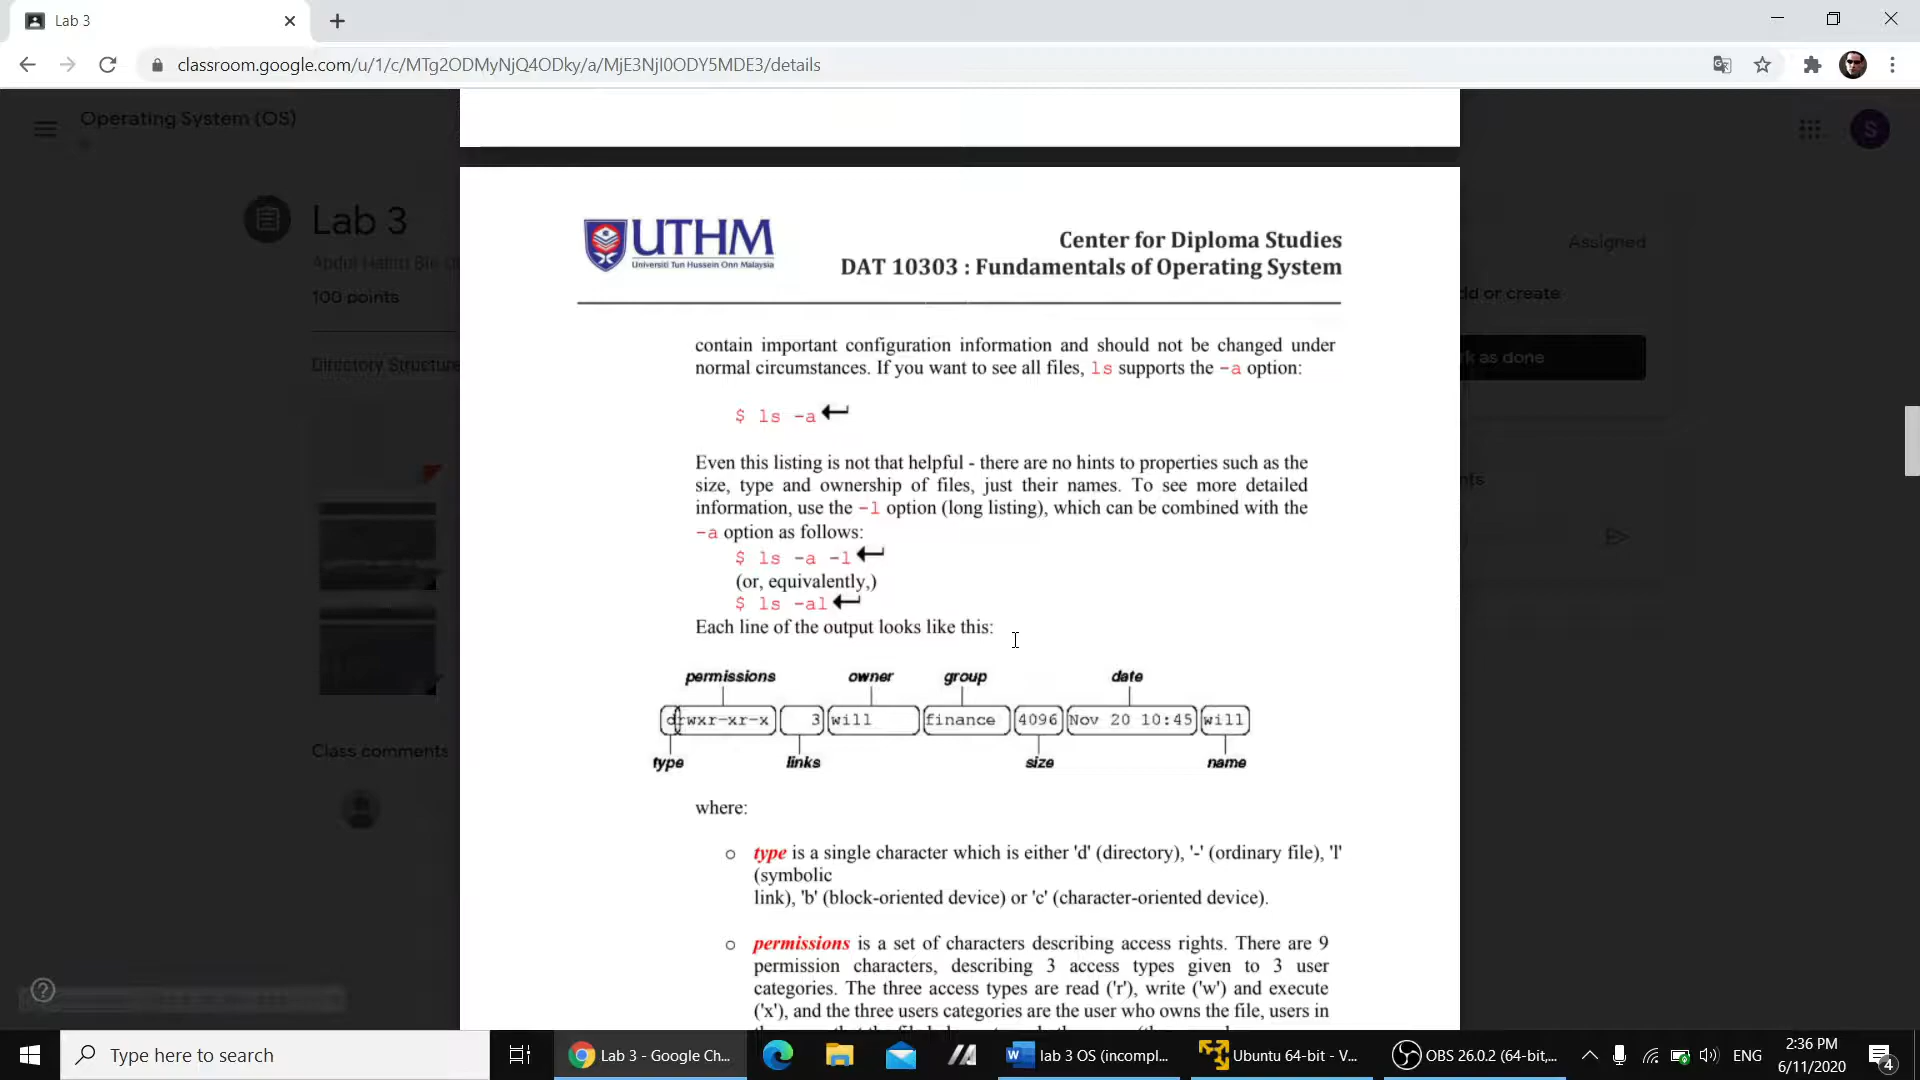 Lab 3
classroom.google.com/u/1/c/MTg2ODMyNjQ4ODky/a/MjE3NjI0ODY5MDE3/details
Operating System (OS)
S
Lab 3
Assigned
100 points
dd or create
k as done
Directory Structure
Class comments
UTHM
Universiti Tun Hussein Onn Malaysia
Center for Diploma Studies
DAT 10303 : Fundamentals of Operating System
contain important configuration information and should not be changed under
normal circumstances. If you want to see all files, ls supports the -a option:
$ ls -a
Even this listing is not that helpful - there are no hints to properties such as the
size, type and ownership of files, just their names. To see more detailed
information, use the -l option (long listing), which can be combined with the
-a option as follows:
$ ls -a -l
(or, equivalently,)
$ ls -al
Each line of the output looks like this:
permissions owner group date
drwxr-xr-x 3 will finance 4096 Nov 20 10:45 will
type links size name
where:
o type is a single character which is either 'd' (directory), '-' (ordinary file), 'l'
(symbolic
link), 'b' (block-oriented device) or 'c' (character-oriented device).
o permissions is a set of characters describing access rights. There are 9
permission characters, describing 3 access types given to 3 user
categories. The three access types are read ('r'), write ('w') and execute
('x'), and the three users categories are the user who owns the file, users in
Type here to search
Lab 3 - Google Ch...
lab 3 OS (incompl...
Ubuntu 64-bit - V...
OBS 26.0.2 (64-bit,...
ENG
2:36 PM
6/11/2020
4